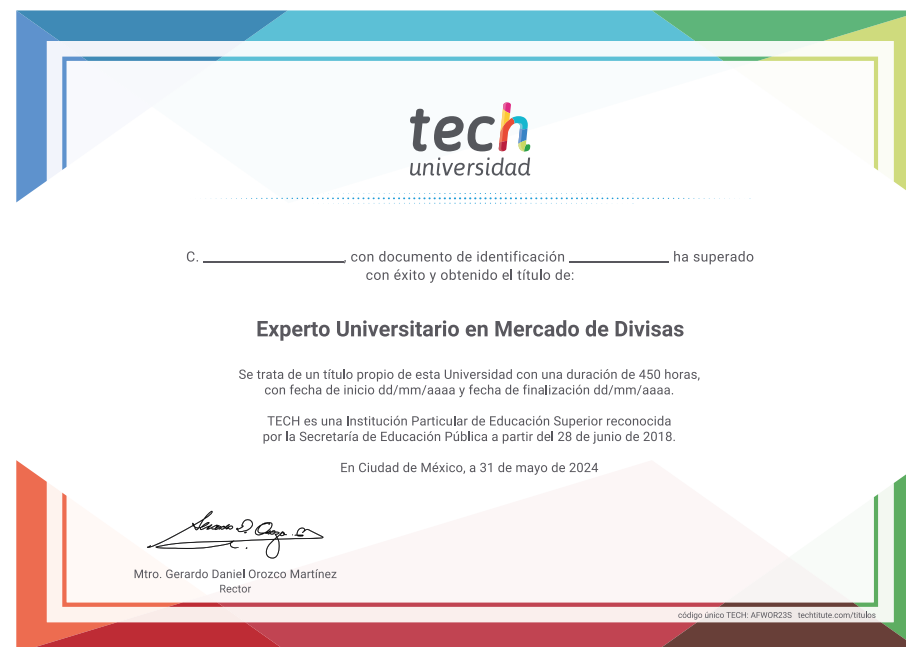 tech
universidad
C. ____________________, con documento de identificación ______________ ha superado
con éxito y obtenido el título de:
Experto Universitario en Mercado de Divisas
Se trata de un título propio de esta Universidad con una duración de 450 horas,
con fecha de inicio dd/mm/aaaa y fecha de finalización dd/mm/aaaa.
TECH es una Institución Particular de Educación Superior reconocida
por la Secretaría de Educación Pública a partir del 28 de junio de 2018.
En Ciudad de México, a 31 de mayo de 2024
Mtro. Gerardo Daniel Orozco Martínez
Rector
código único TECH: AFWOR23S techtitute.com/titulos